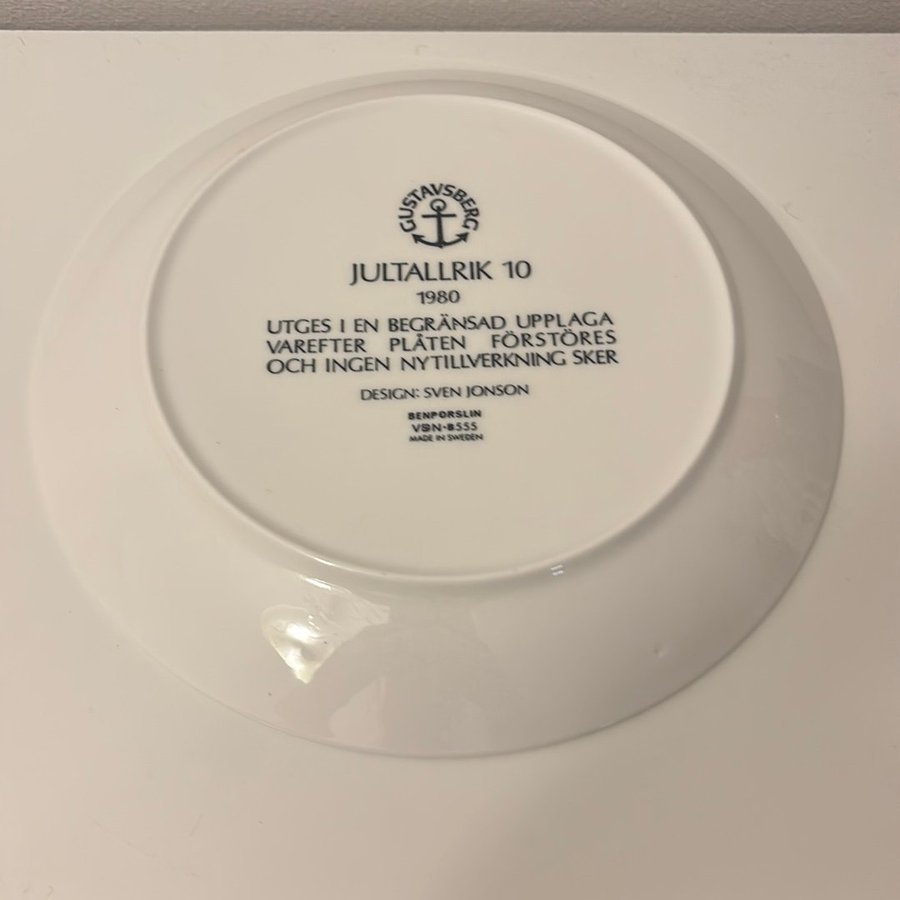 GUSTAVSBERG
JULTALLRIK 10
1980
UTGES I EN BEGRÄNSAD UPPLAGA
VAREFTER PLÅTEN FÖRSTÖRES
OCH INGEN NYTILLVERKNING SKER
DESIGN: SVEN JONSON
BENPORSLIN
VDN-B555
MADE IN SWEDEN